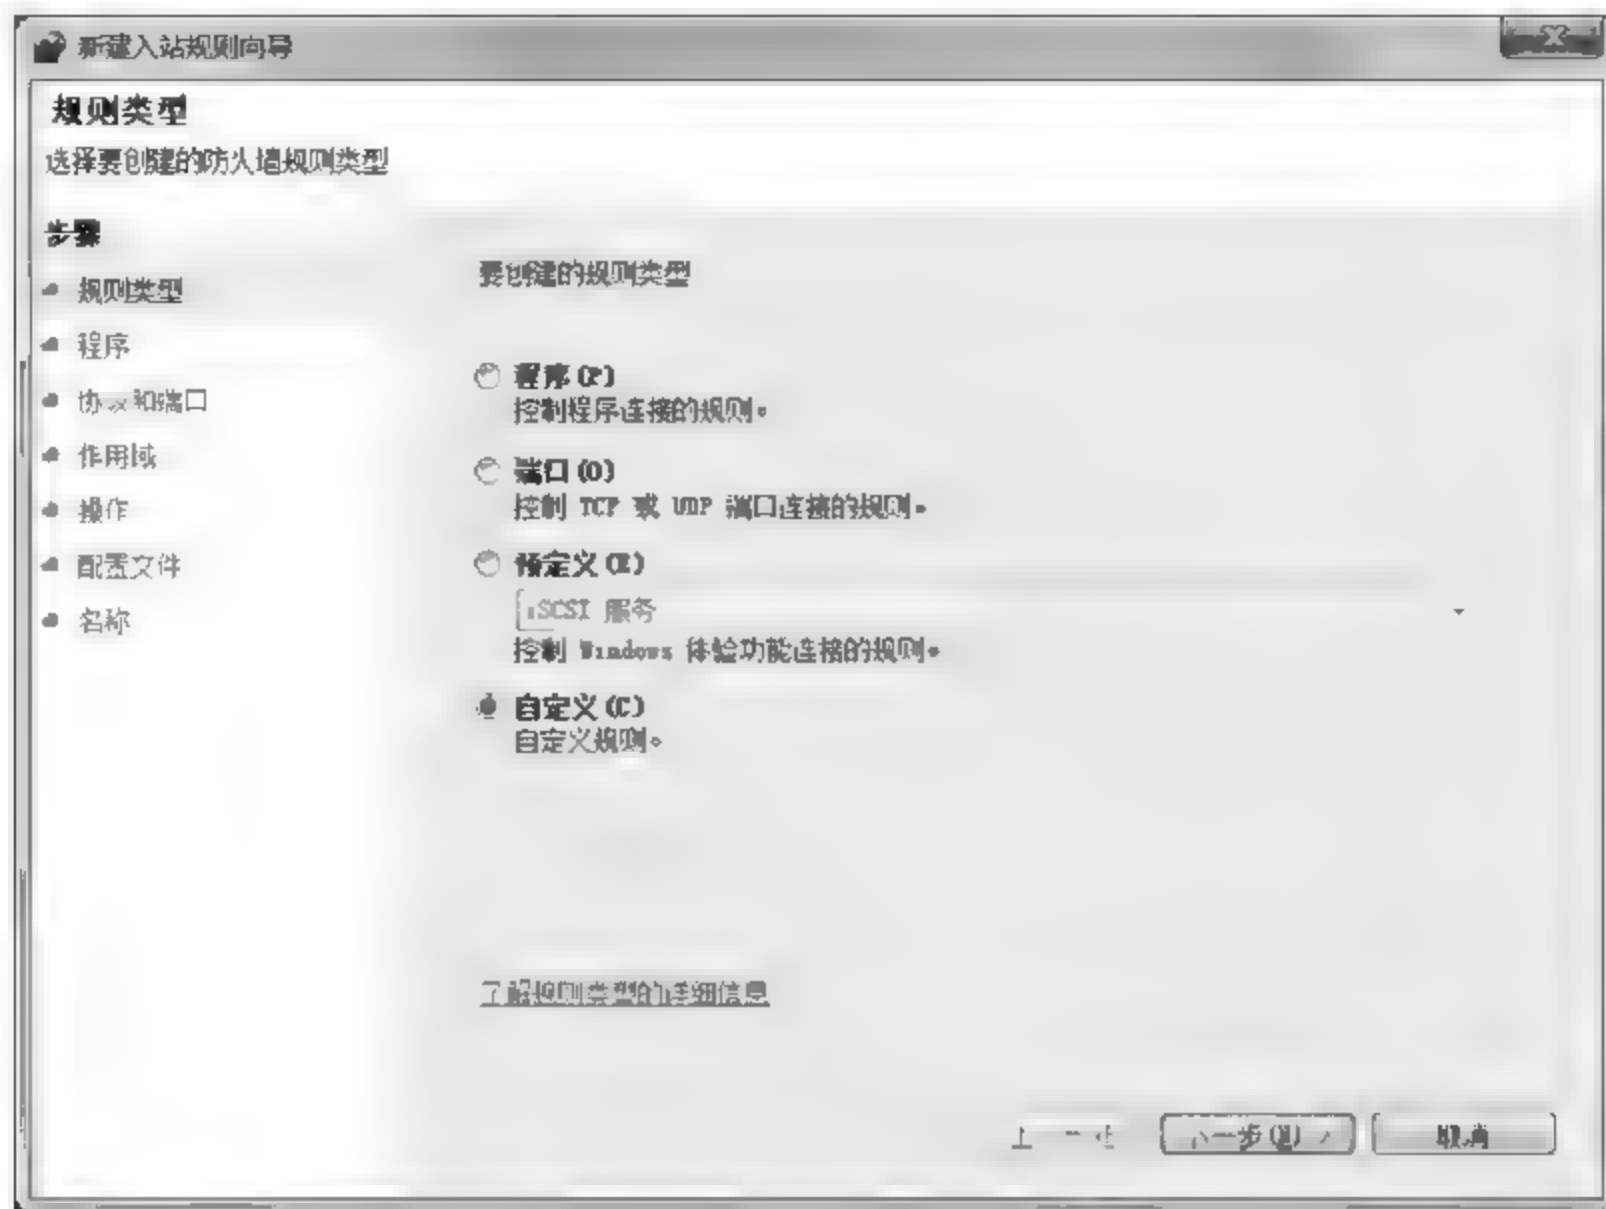 新建入站规则向导
规则类型
选择要创建的防火墙规则类型
步骤
规则类型
程序
协议和端口
作用域
操作
配置文件
名称
要创建的规则类型
程序(P)
控制程序连接的规则。
端口(O)
控制 TCP 或 UDP 端口连接的规则。
预定义(E)
iSCSI 服务
控制 Windows 体验功能连接的规则。
自定义(C)
自定义规则。
了解规则类型的详细信息
下一步(N) >
取消